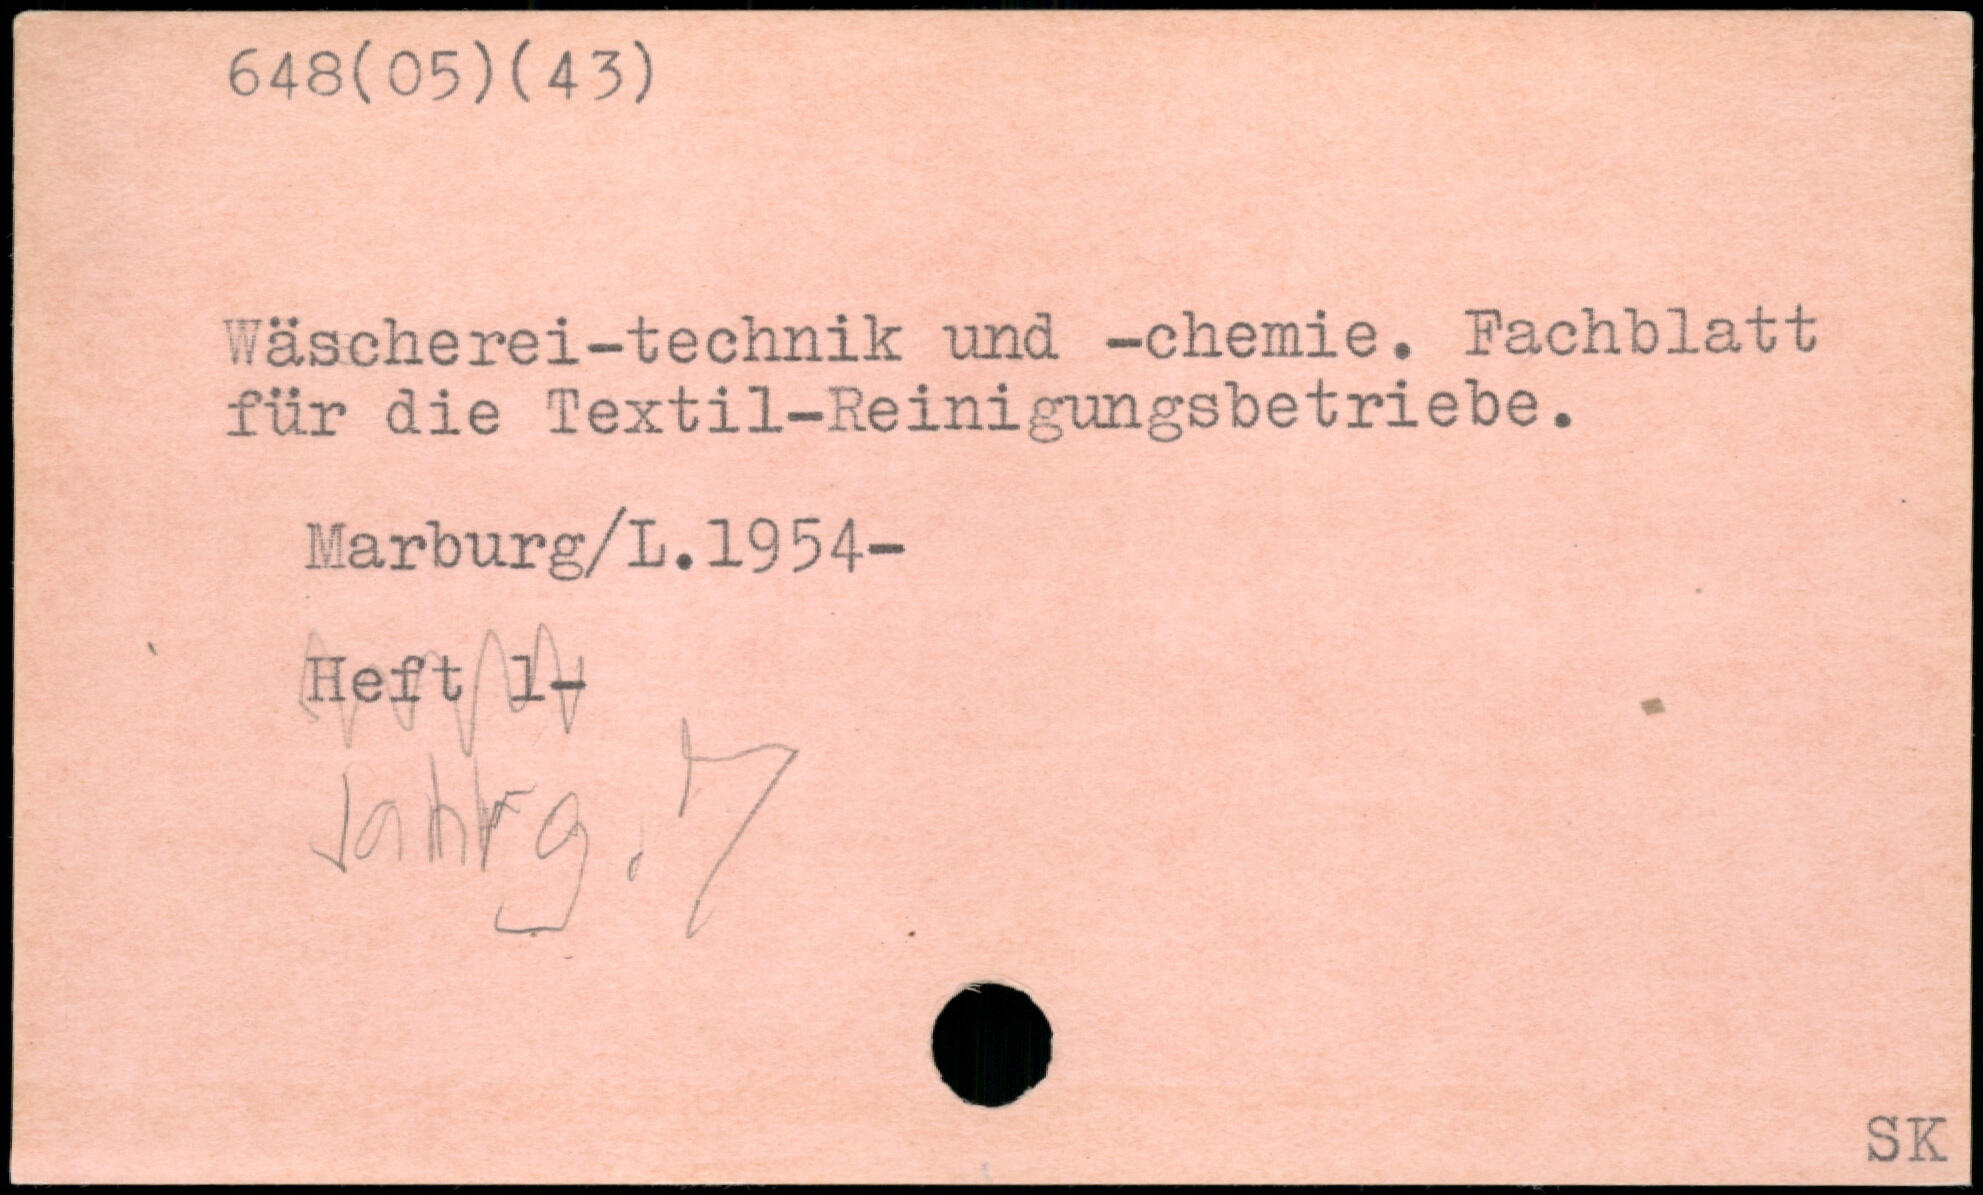 648(05)(43)
Wäscherei-technik und -chemie. Fachblatt
für die Textil-Reinigungsbetriebe.
Marburg/L.1954-
Heft 1-
Jahrg. 7
SK